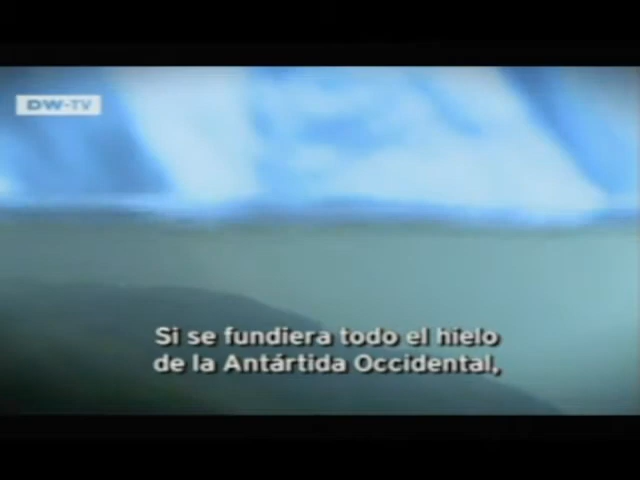 DW-TV
Si se fundiera todo el hielo
de la Antártida Occidental,